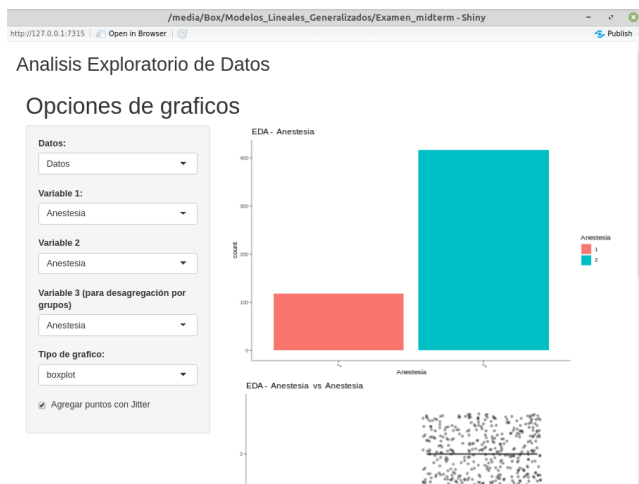 /media/Box/Modelos_Lineales_Generalizados/Examen_midterm - Shiny
http://127.0.0.1:7315
Open in Browser
Publish
Analisis Exploratorio de Datos
Opciones de graficos
Datos:
Datos
Variable 1:
Anestesia
Variable 2
Anestesia
Variable 3 (para desagregación por
grupos)
Anestesia
Tipo de grafico:
boxplot
Agregar puntos con Jitter
EDA - Anestesia
400
300
200
100
0
count
1
2
Anestesia
Anestesia
1
2
EDA - Anestesia vs Anestesia
2